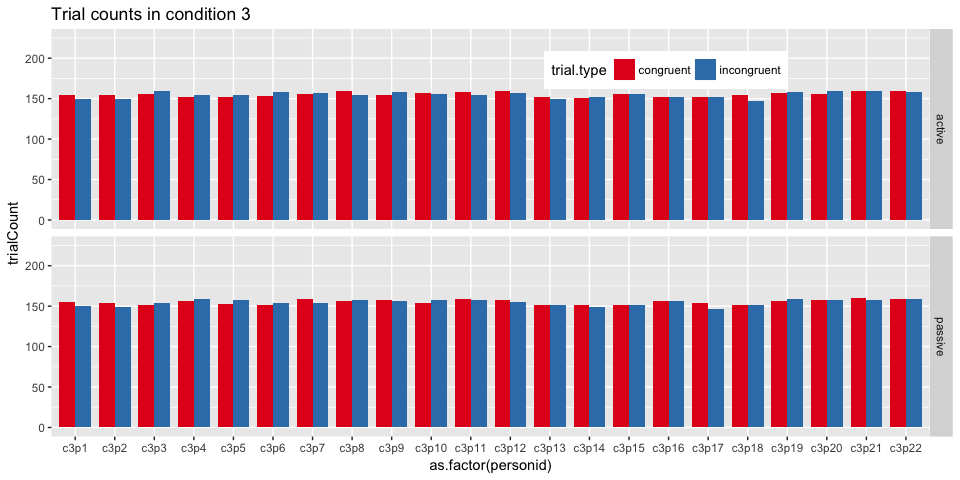 Trial counts in condition 3
trial.type congruent incongruent
200
150
100
50
0
active
trialCount
200
150
100
50
0
passive
c3p1 c3p2 c3p3 c3p4 c3p5 c3p6 c3p7 c3p8 c3p9 c3p10 c3p11 c3p12 c3p13 c3p14 c3p15 c3p16 c3p17 c3p18 c3p19 c3p20 c3p21 c3p22
as.factor(personid)